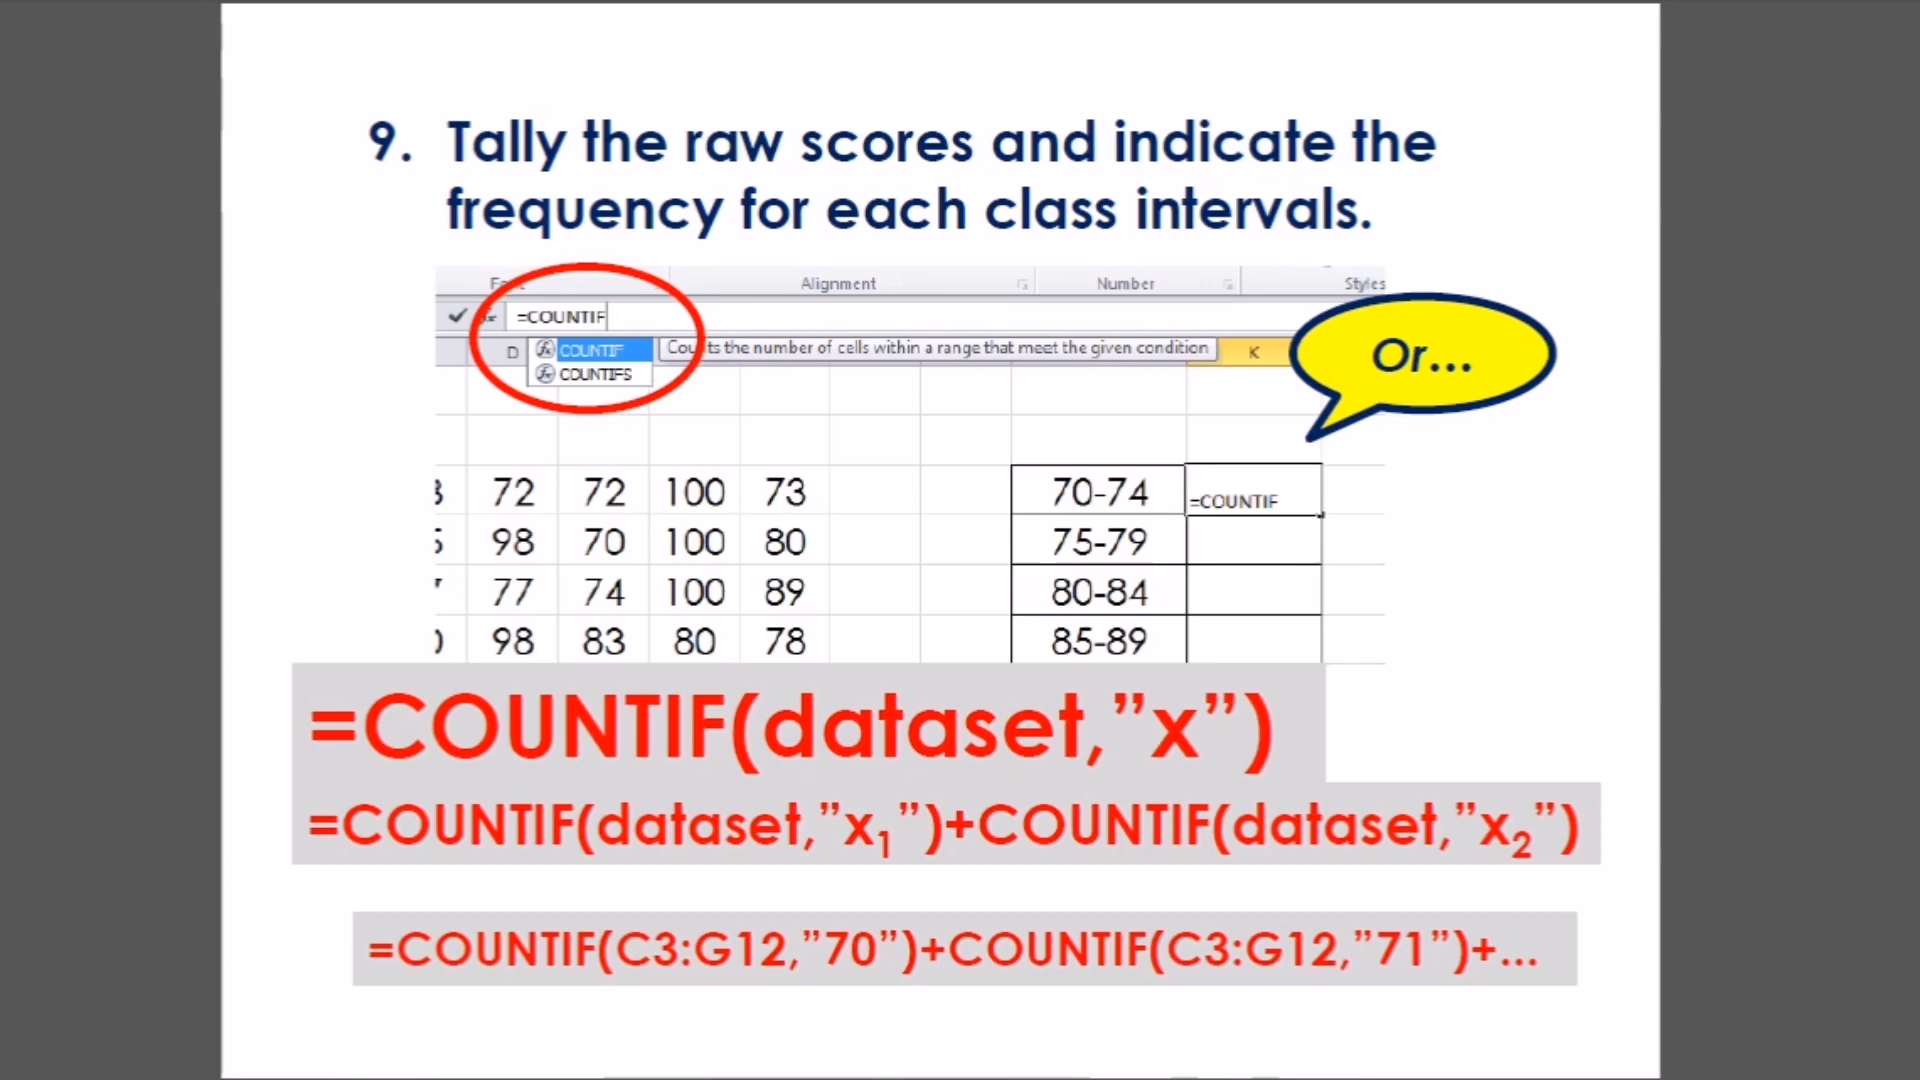 9. Tally the raw scores and indicate the
frequency for each class intervals.
Alignment Number Styles
=COUNTIF
D COUNTIF Counts the number of cells within a range that meet the given condition K
COUNTIFS
Or...
72 72 100 73 70-74 =COUNTIF
98 70 100 80 75-79
77 74 100 89 80-84
98 83 80 78 85-89
=COUNTIF(dataset,”x”)
=COUNTIF(dataset,”x₁”)+COUNTIF(dataset,”x₂”)
=COUNTIF(C3:G12,”70”)+COUNTIF(C3:G12,”71”)+...